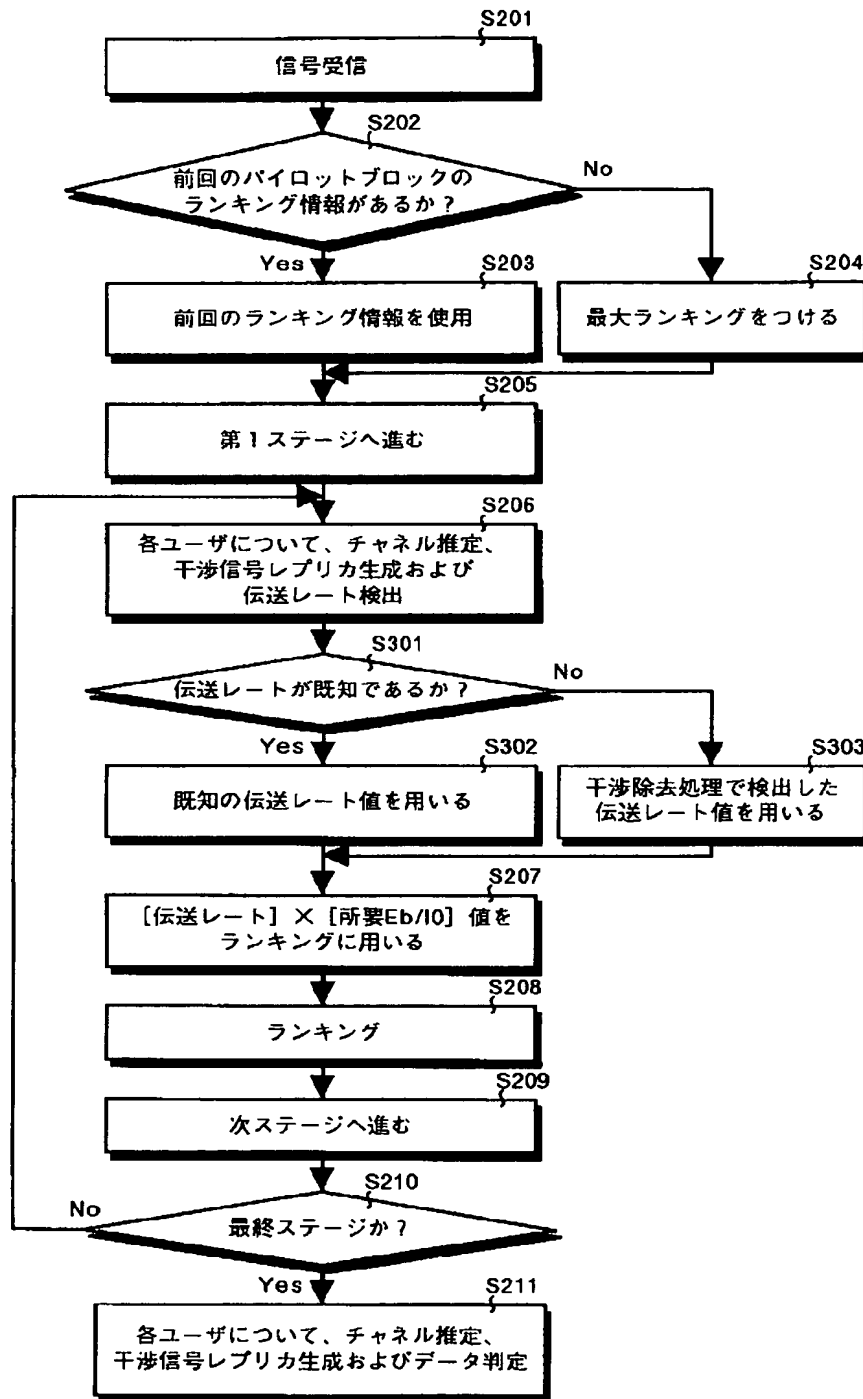 S201
信号受信
S202
前回のパイロットブロックの
ランキング情報があるか？
No
Yes
S203
前回のランキング情報を使用
S204
最大ランキングをつける
S205
第1ステージへ進む
S206
各ユーザについて、チャネル推定、
干渉信号レプリカ生成および
伝送レート検出
S301
伝送レートが既知であるか？
No
Yes
S302
既知の伝送レート値を用いる
S303
干渉除去処理で検出した
伝送レート値を用いる
S207
［伝送レート］×［所要Eb/I0］値を
ランキングに用いる
S208
ランキング
S209
次ステージへ進む
S210
No
最終ステージか？
Yes
S211
各ユーザについて、チャネル推定、
干渉信号レプリカ生成およびデータ判定